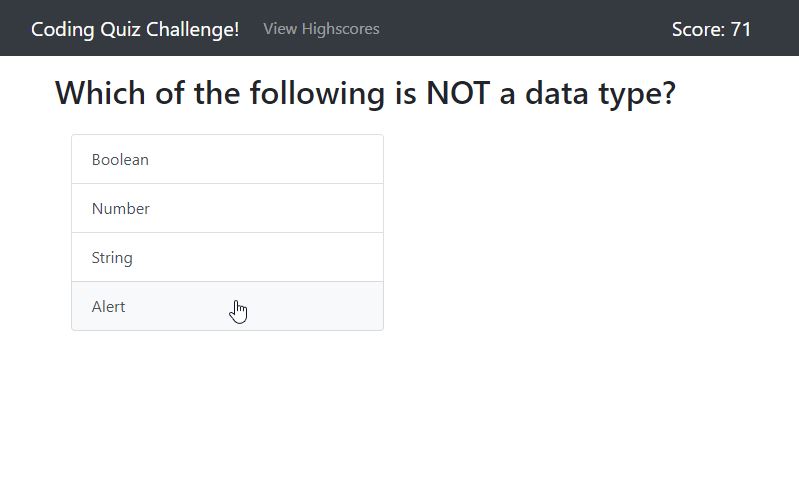 Coding Quiz Challenge! View Highscores Score: 71
Which of the following is NOT a data type?
Boolean
Number
String
Alert